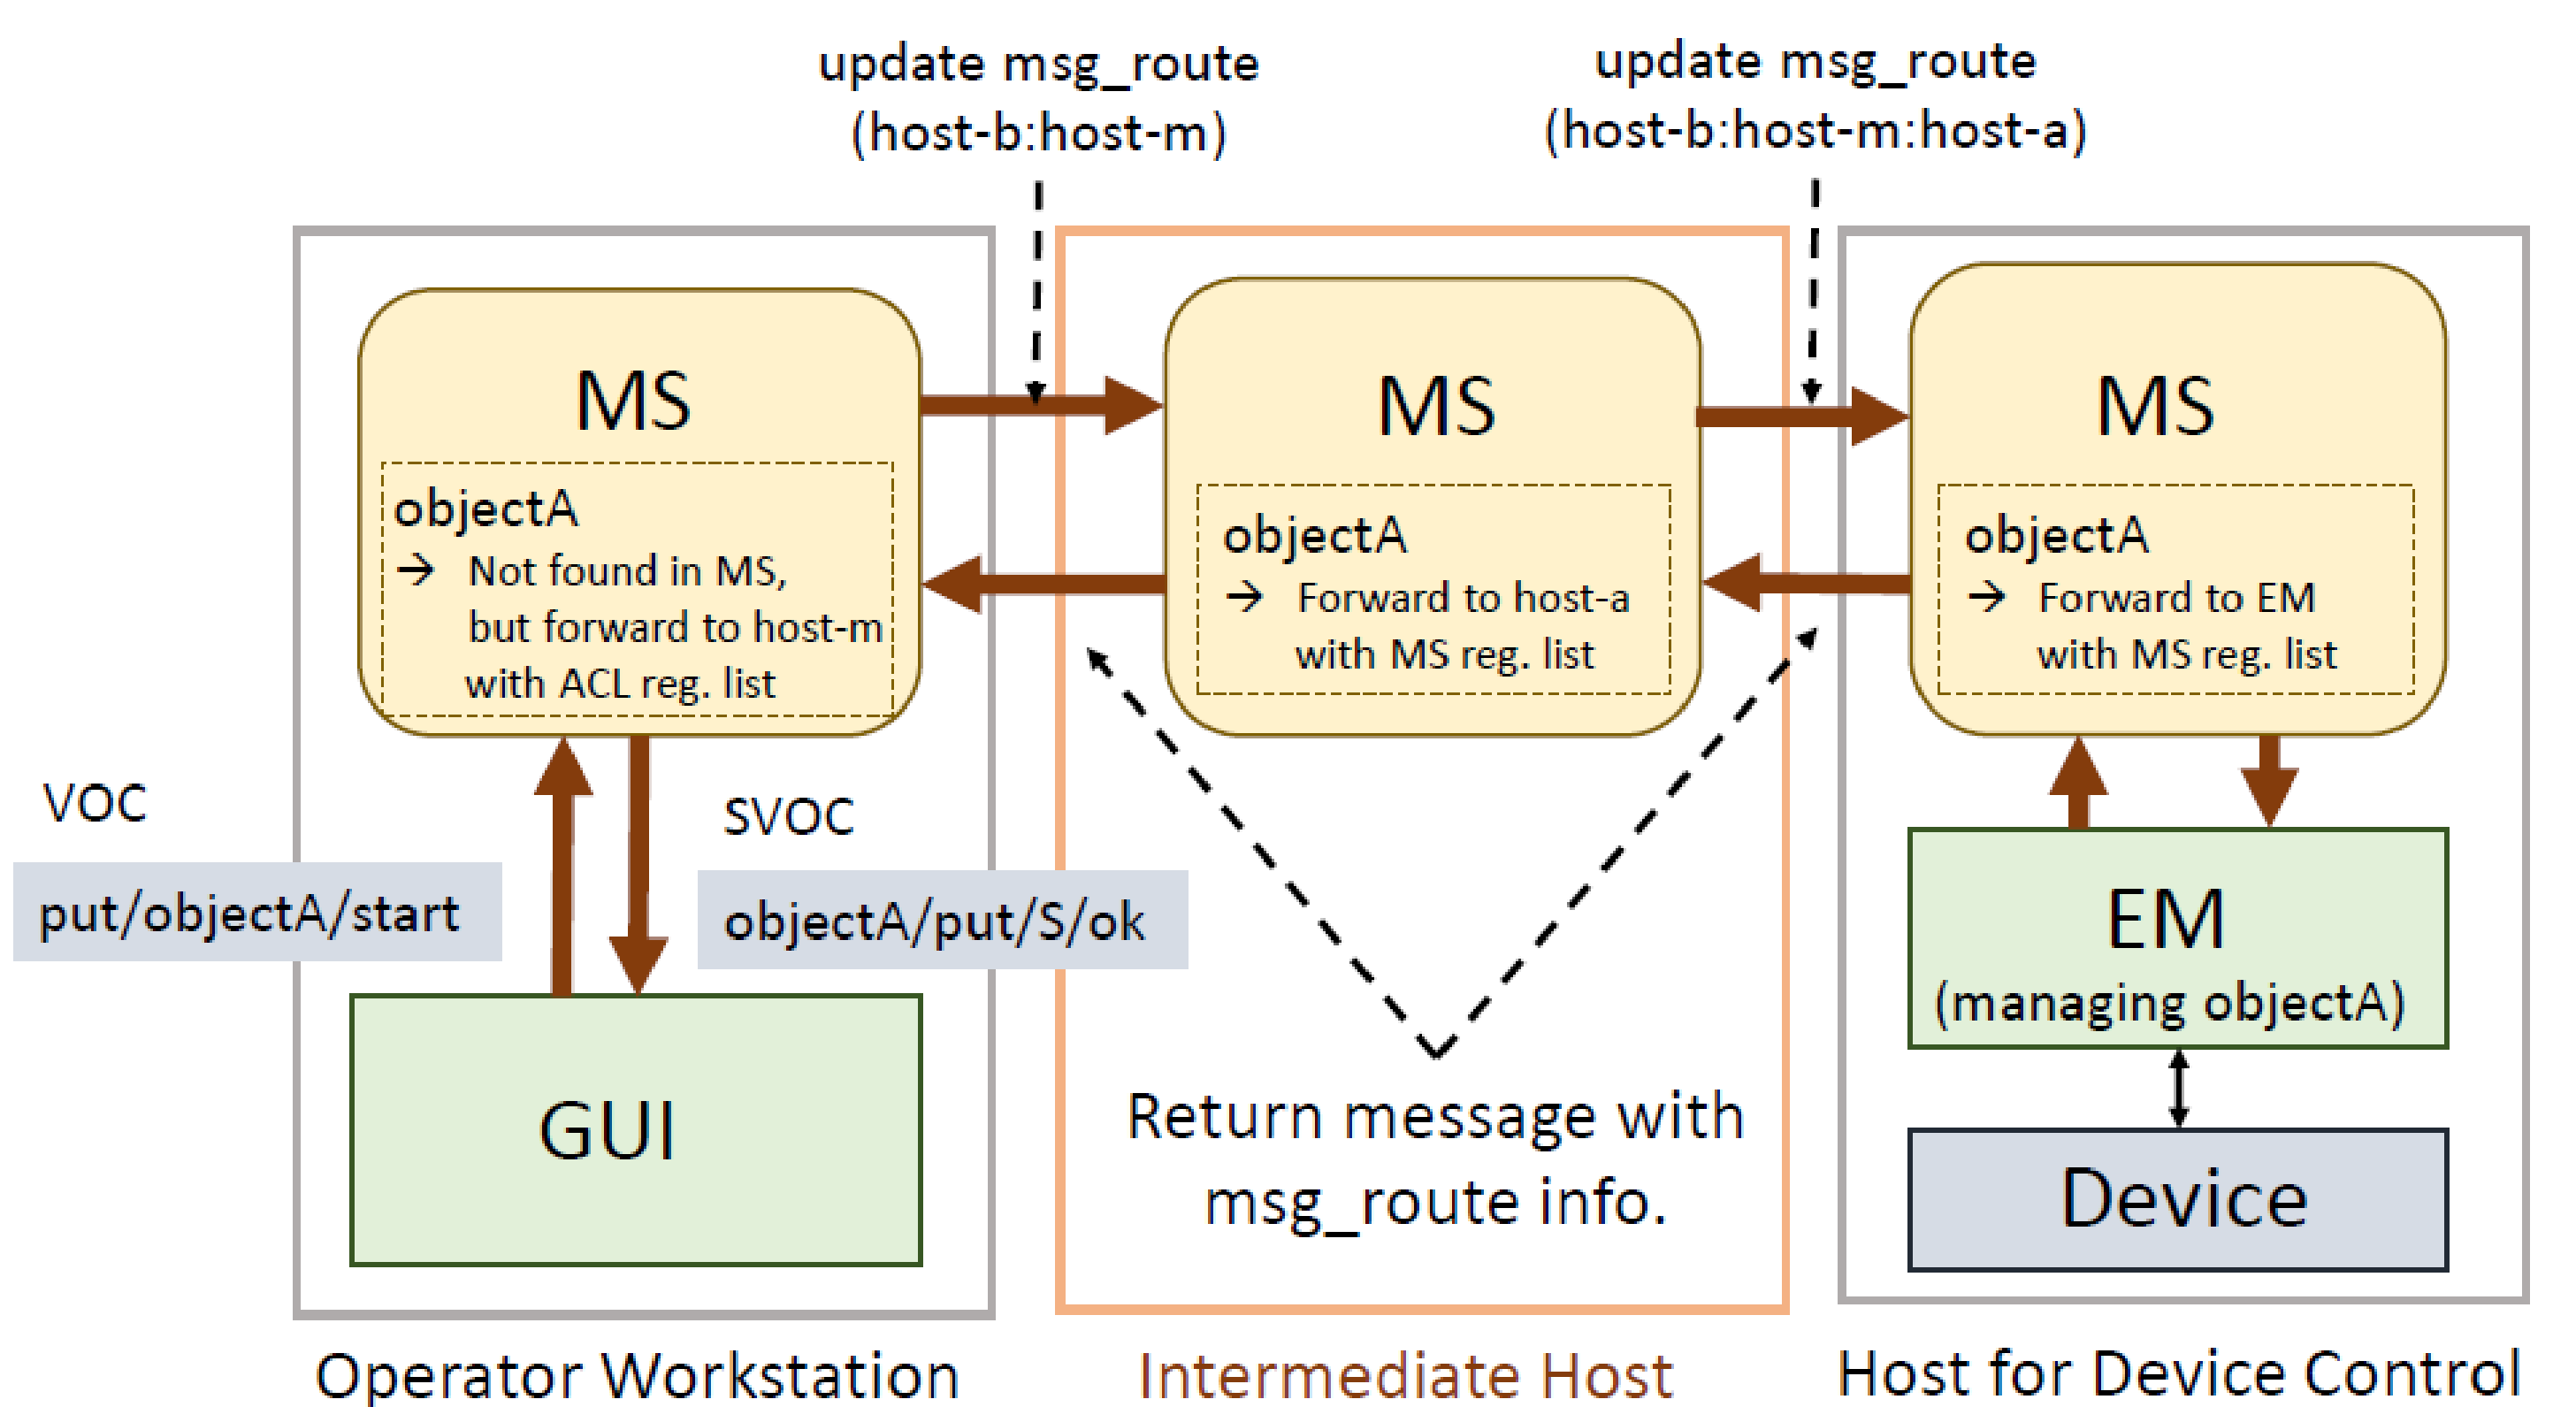 update msg_route
(host-b:host-m)
update msg_route
(host-b:host-m:host-a)
MS
objectA
→ Not found in MS,
but forward to host-m
with ACL reg. list
MS
objectA
→ Forward to host-a
with MS reg. list
MS
objectA
→ Forward to EM
with MS reg. list
VOC
put/objectA/start
SVOC
objectA/put/S/ok
GUI
Return message with
msg_route info.
EM
(managing objectA)
Device
Operator Workstation
Intermediate Host
Host for Device Control